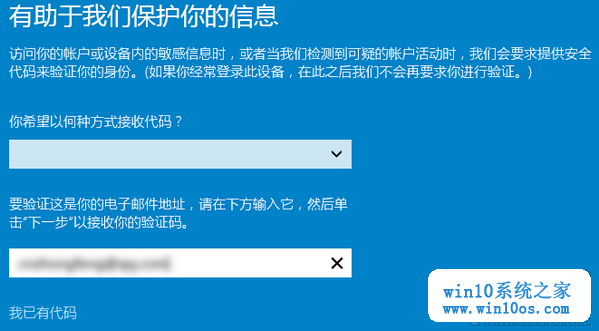 有助于我们保护你的信息
访问你的帐户或设备内的敏感信息时，或者当我们检测到可疑的帐户活动时，我们会要求提供安全
代码来验证你的身份。(如果你经常登录此设备，在此之后我们不会再要求你进行验证。)
你希望以何种方式接收代码？
要验证这是你的电子邮件地址，请在下方输入它，然后单
击“下一步”以接收你的验证码。
我已有代码
win10系统之家
www.win10os.com